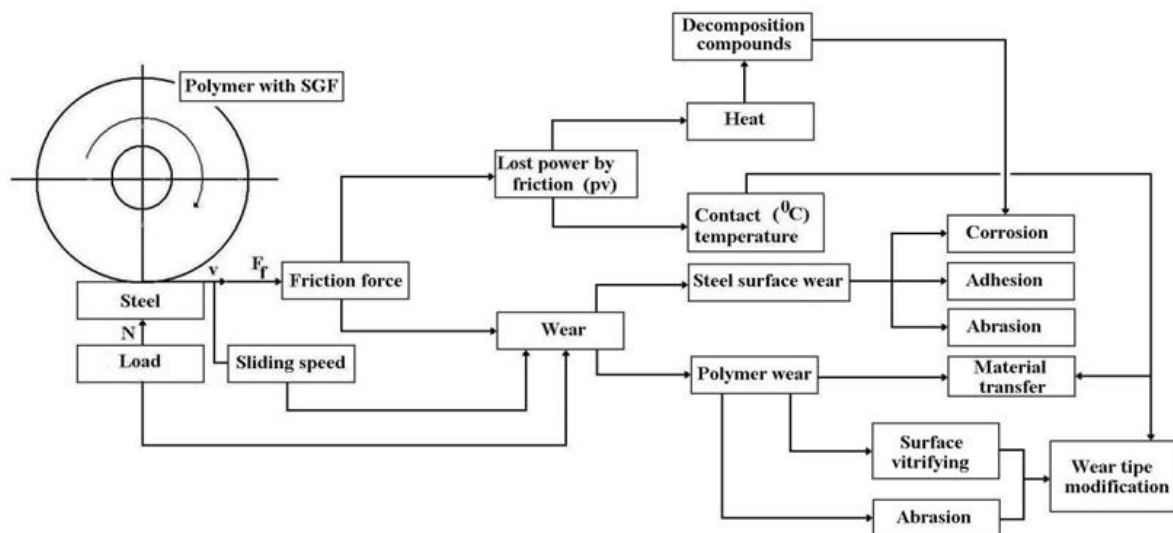 Decomposition
compounds
Polymer with SGF
Heat
Lost power by
friction (pv)
Contact (⁰C)
temperature
Corrosion
v
F_f
Friction force
Steel surface wear
Adhesion
Steel
N
Wear
Abrasion
Load
Sliding speed
Polymer wear
Material
transfer
Surface
vitrifying
Wear tipe
modification
Abrasion